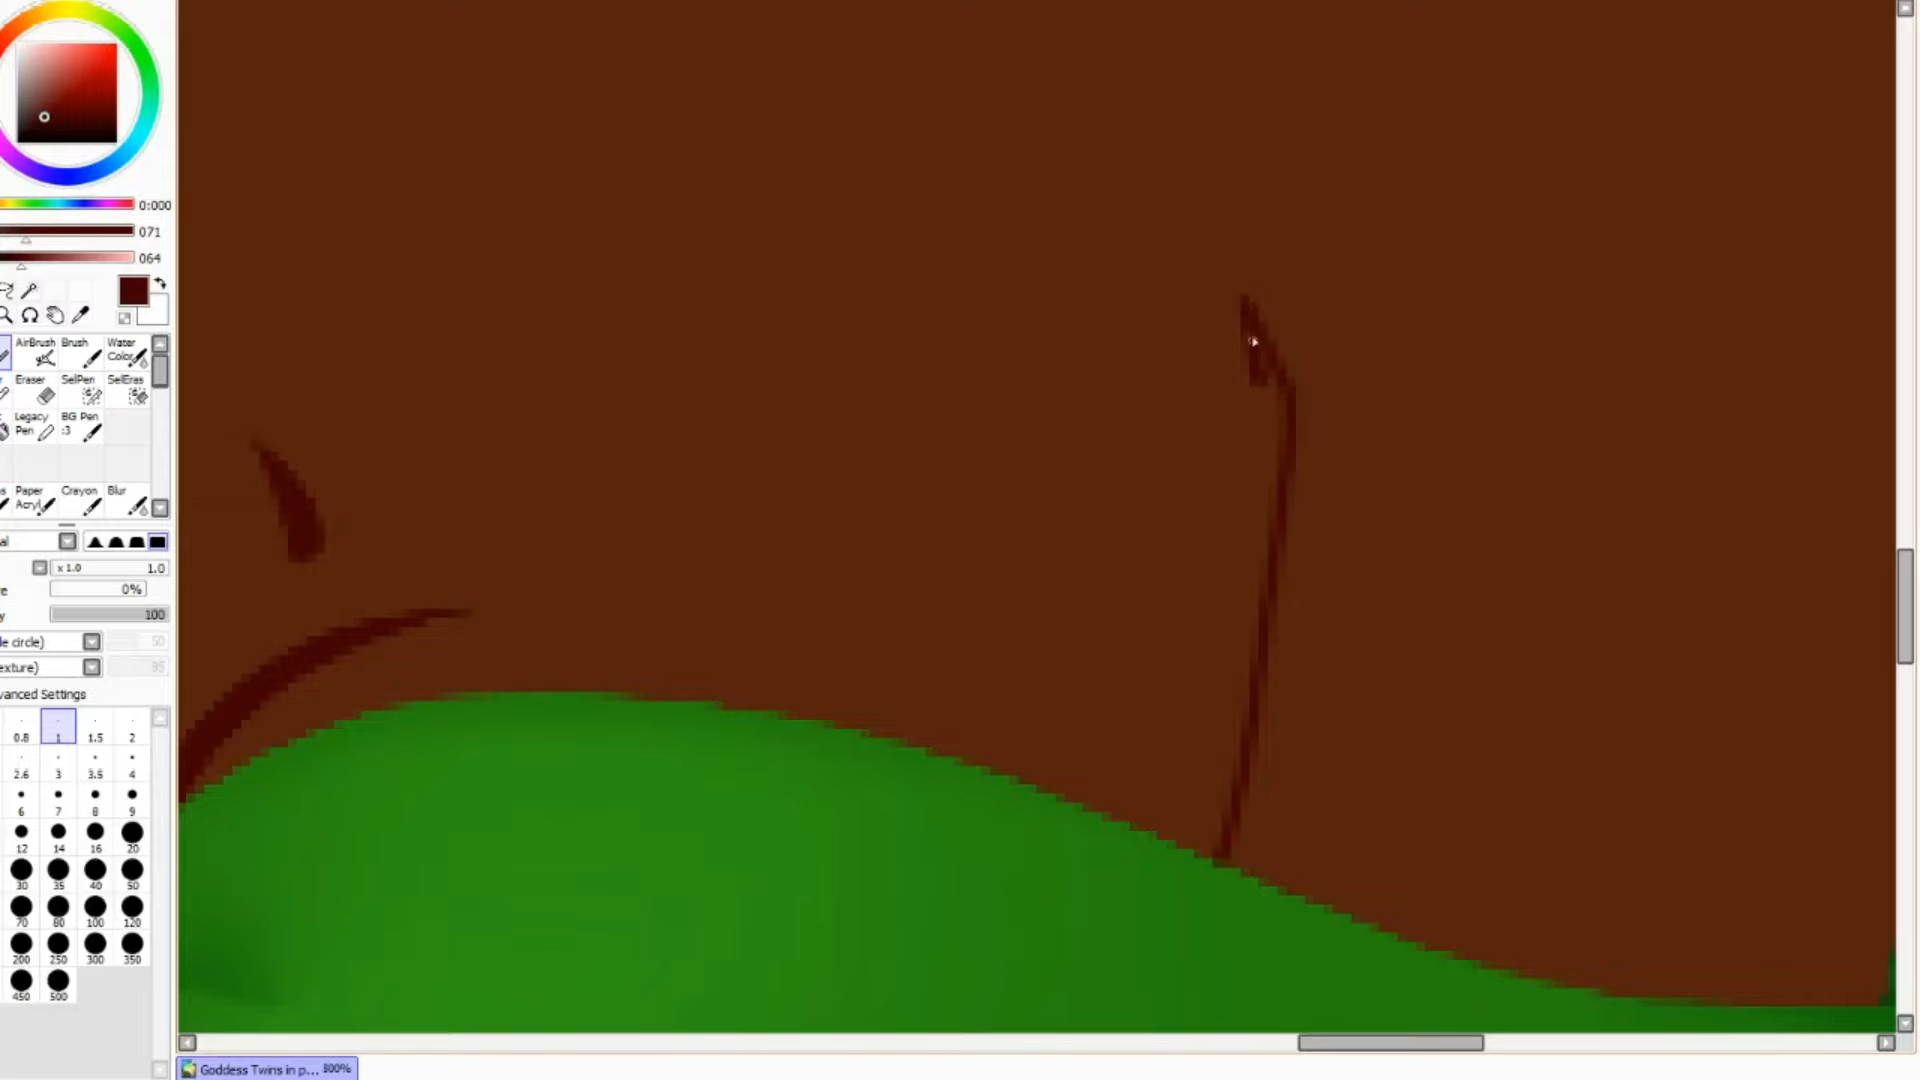 0:000
071
064
AirBrush Brush Water Color
Eraser SelPen SelEras
Legacy Pen BG Pen :3
Paper Acryl Crayon Blur
x 1.0 1.0
0%
100
le circle) 50
exture) 95
vanced Settings
0.8 1 1.5 2
2.6 3 3.5 4
6 7 8 9
12 14 16 20
30 35 40 50
70 80 100 120
200 250 300 350
450 500
Goddess Twins in p... 800%